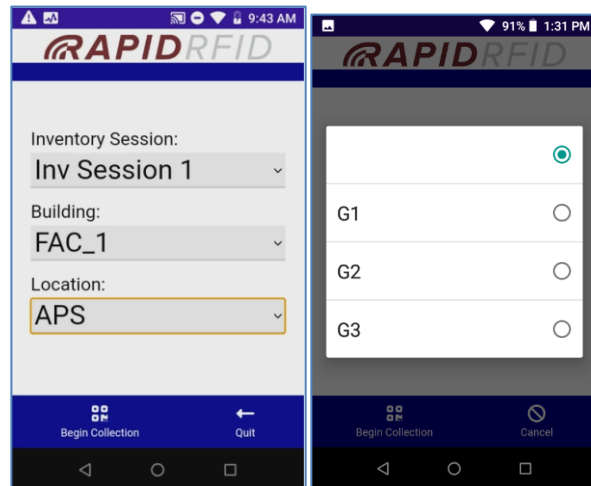 9:43 AM
RAPIDRFID
Inventory Session:
Inv Session 1
Building:
FAC_1
Location:
APS
Begin Collection
Quit
91% 1:31 PM
RAPIDRFID
G1
G2
G3
Begin Collection
Cancel